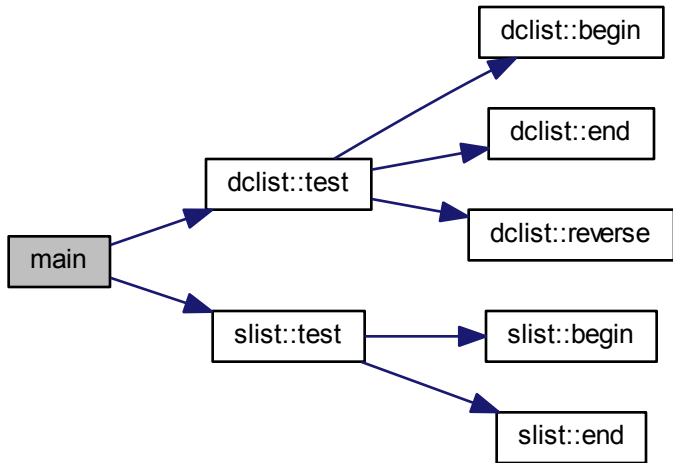 dclist::begin
dclist::end
dclist::test
dclist::reverse
main
slist::test
slist::begin
slist::end